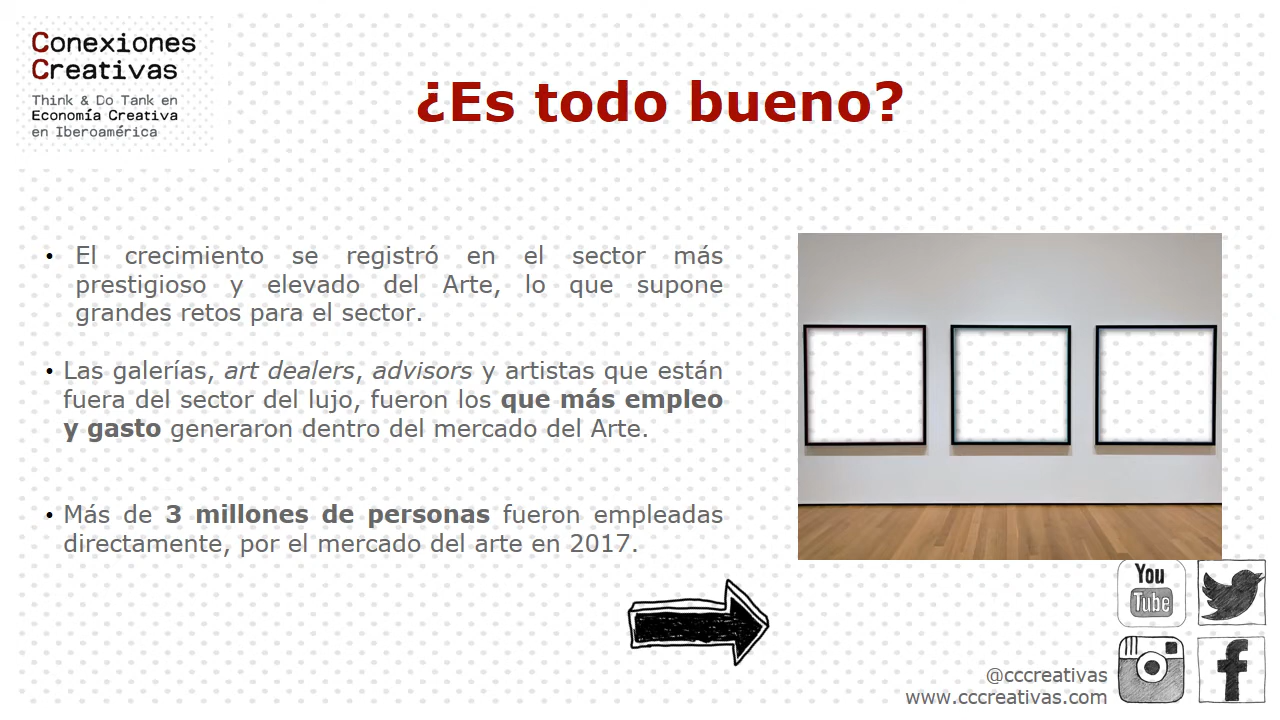 Conexiones
Creativas
Think & Do Tank en
Economía Creativa
en Iberoamérica
¿Es todo bueno?
• El crecimiento se registró en el sector más
prestigioso y elevado del Arte, lo que supone
grandes retos para el sector.
• Las galerías, art dealers, advisors y artistas que están
fuera del sector del lujo, fueron los que más empleo
y gasto generaron dentro del mercado del Arte.
• Más de 3 millones de personas fueron empleadas
directamente, por el mercado del arte en 2017.
You
Tube
@cccreativas
www.cccreativas.com